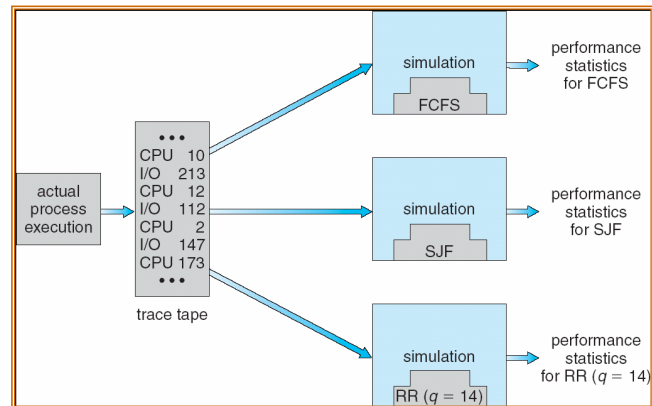 actual
process
execution
• • •
CPU 10
I/O 213
CPU 12
I/O 112
CPU 2
I/O 147
CPU 173
• • •
trace tape
simulation
FCFS
performance
statistics
for FCFS
simulation
SJF
performance
statistics
for SJF
simulation
RR (q = 14)
performance
statistics
for RR (q = 14)